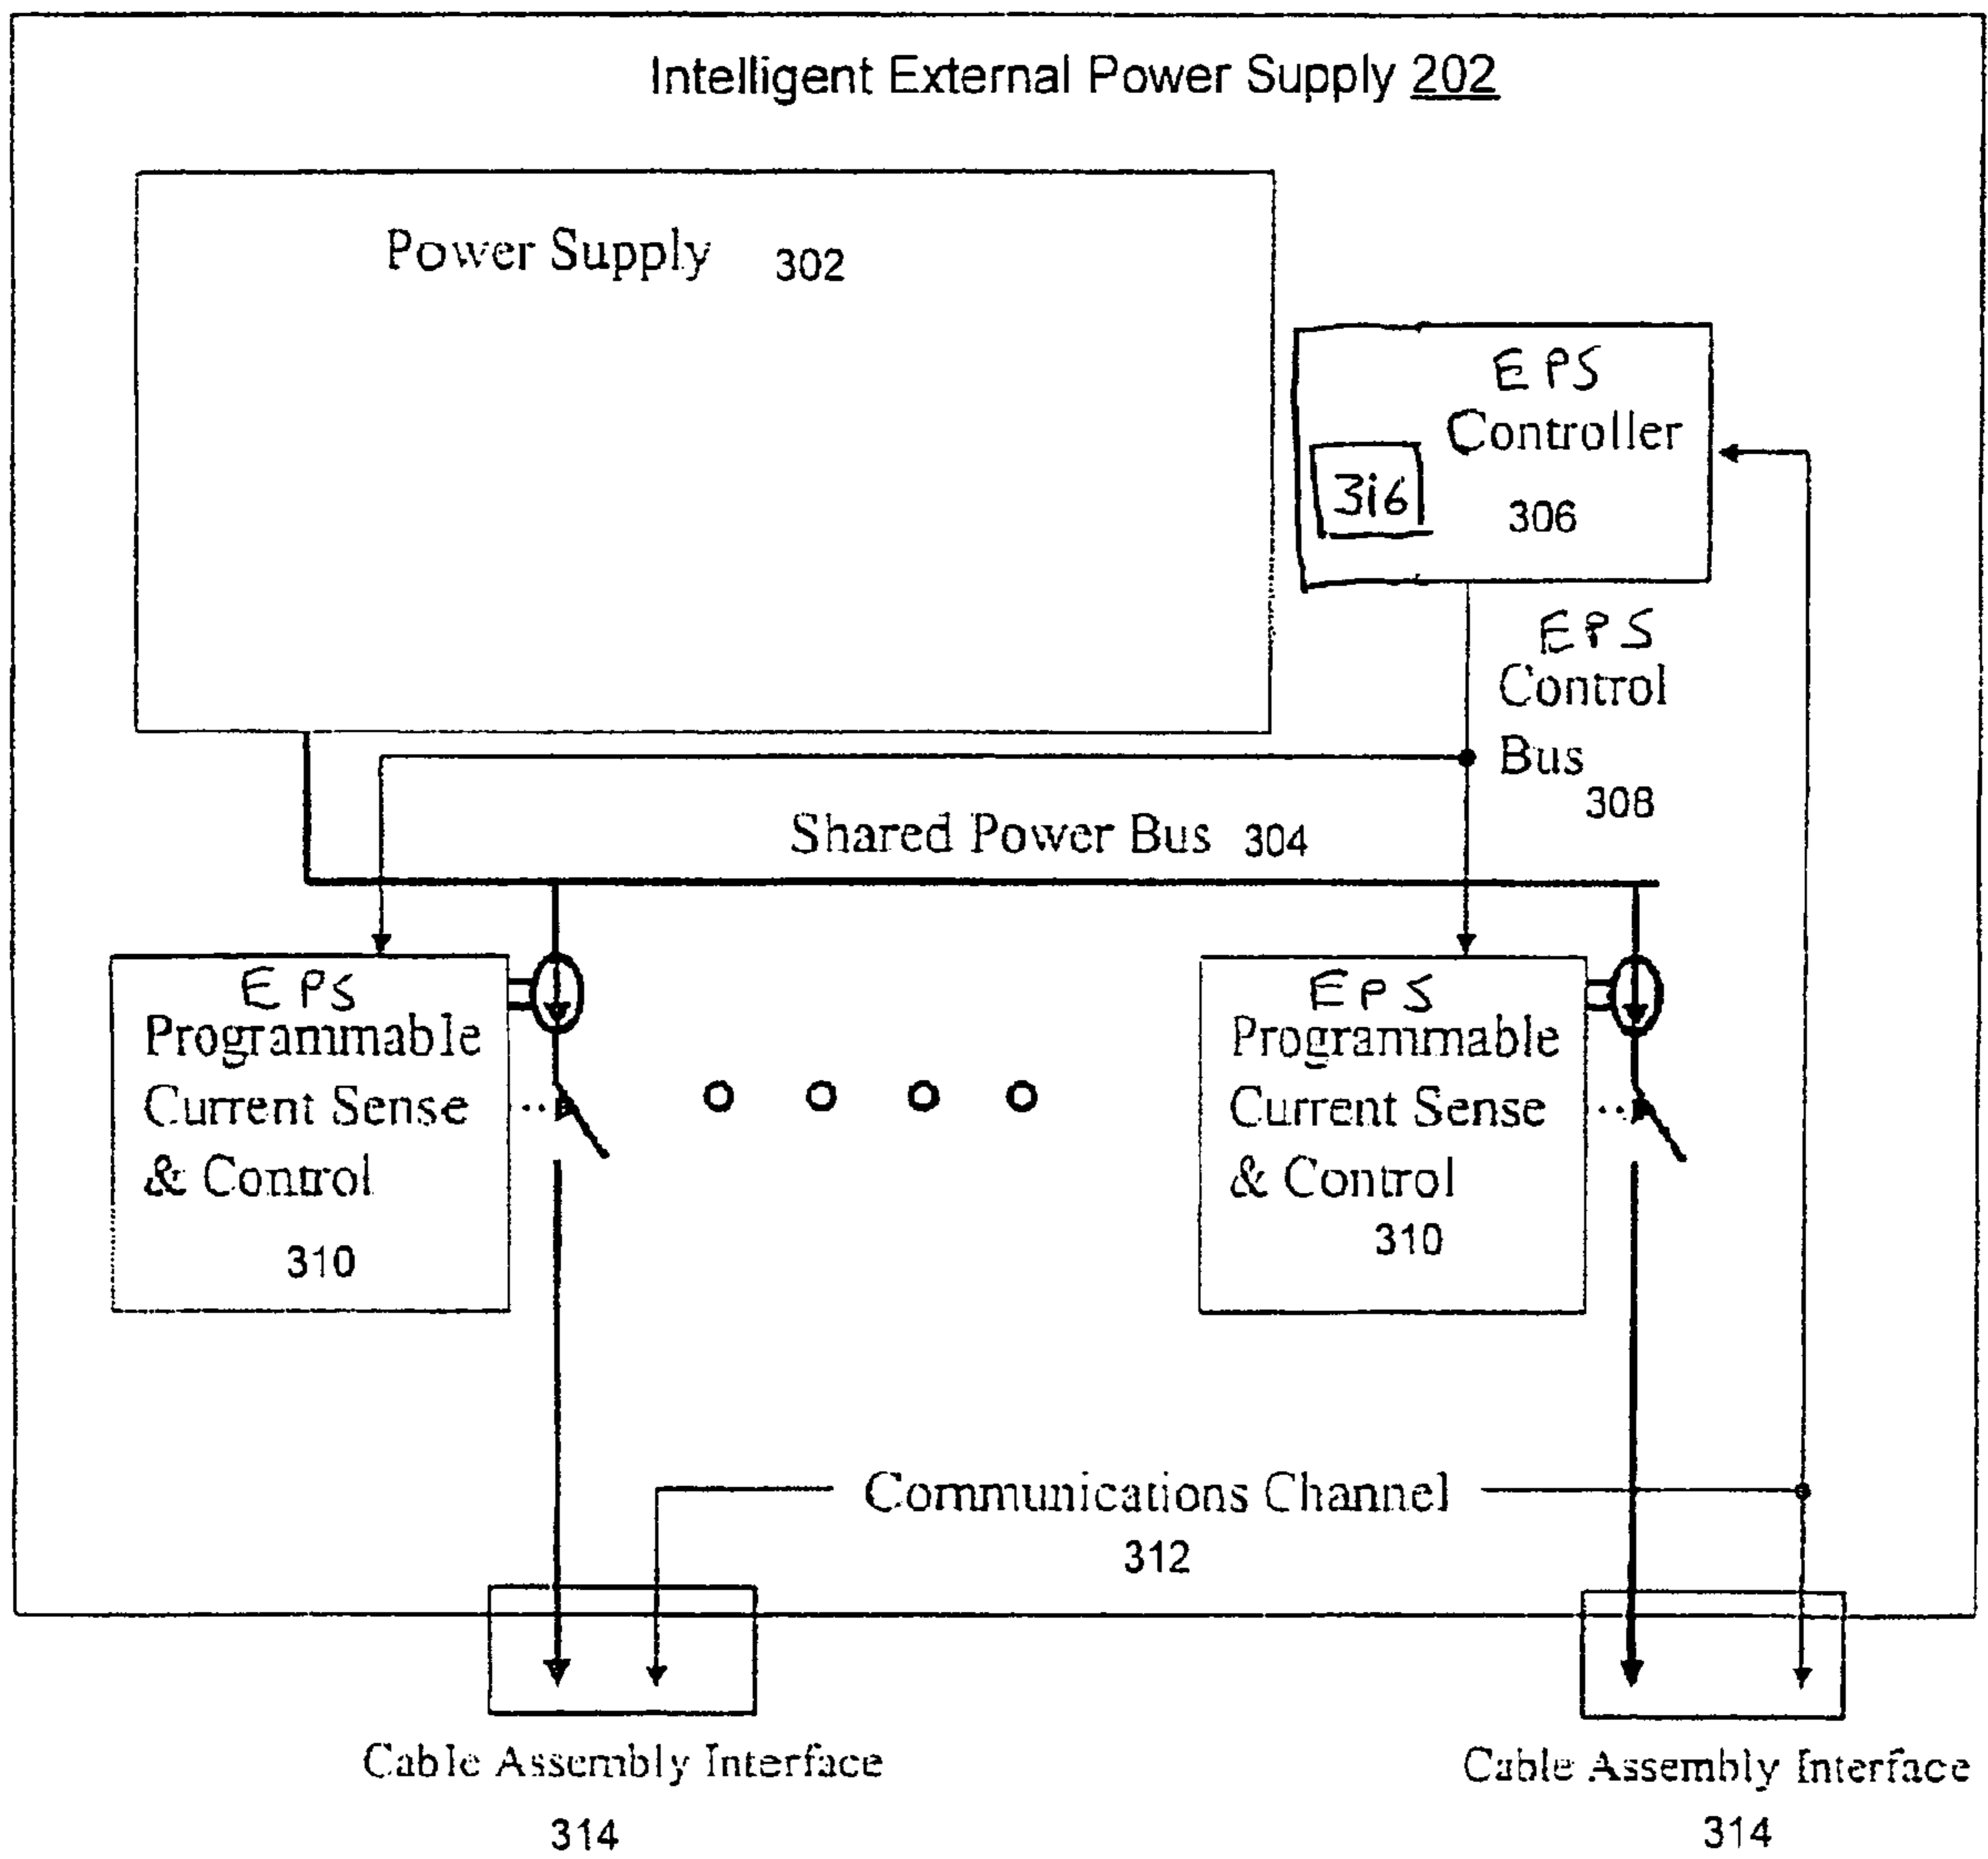 Intelligent External Power Supply 202
Power Supply 302
EPS
Controller
3i6
306
EPS
Control
Bus
308
Shared Power Bus 304
EPS
Programmable
Current Sense
& Control
310
EPS
Programmable
Current Sense
& Control
310
Communications Channel
312
Cable Assembly Interface
314
Cable Assembly Interface
314